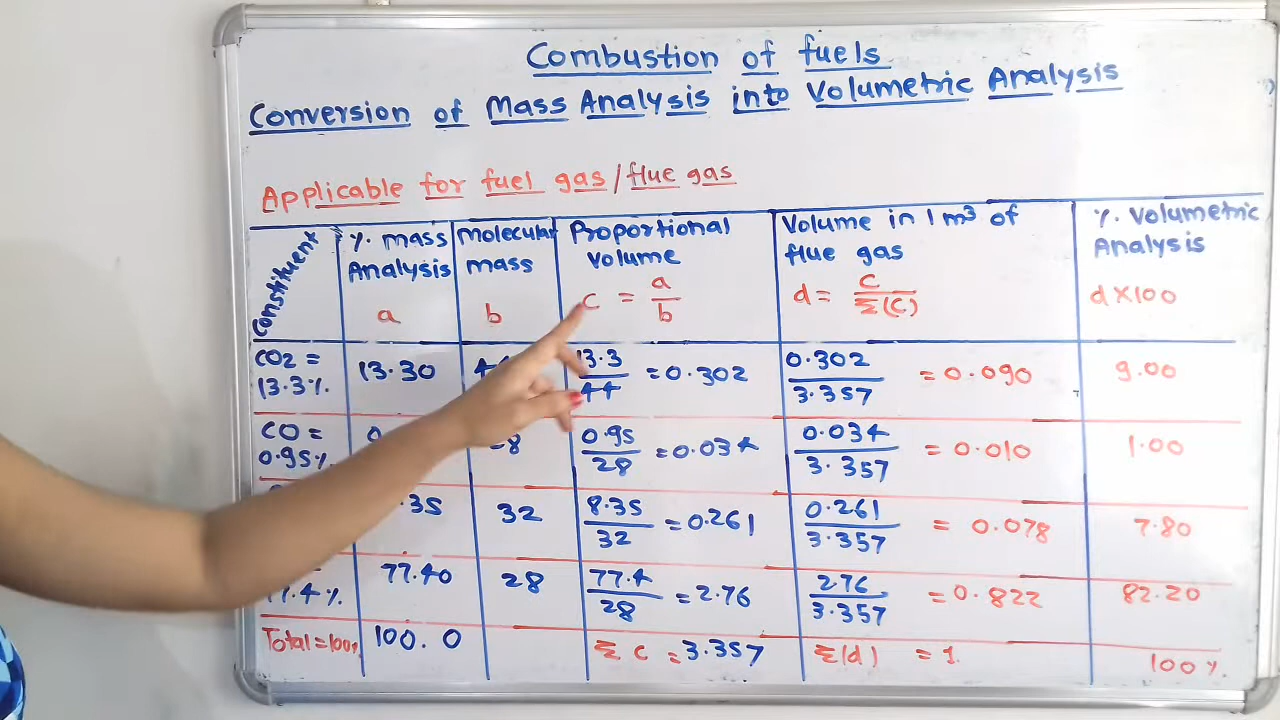 Combustion of fuels
Conversion of Mass Analysis into Volumetric Analysis
Applicable for fuel gas/flue gas
Constituent
% mass Analysis
a
Molecular mass
b
Proportional Volume
c = a/b
Volume in 1 m³ of flue gas
d = c/Σ(c)
% Volumetric Analysis
d×100
CO2 = 13.3% 13.30 13.3/44 = 0.302 0.302/3.357 = 0.090 9.00
CO = 0.95% 0.95/28 = 0.034 0.034/3.357 = 0.010 1.00
.35 32 8.35/32 = 0.261 0.261/3.357 = 0.078 7.80
77.40 28 77.4/28 = 2.76 276/3.357 = 0.822 82.20
Total = 100% 100.0 Σ c = 3.357 Σ(d) = 1. 100%